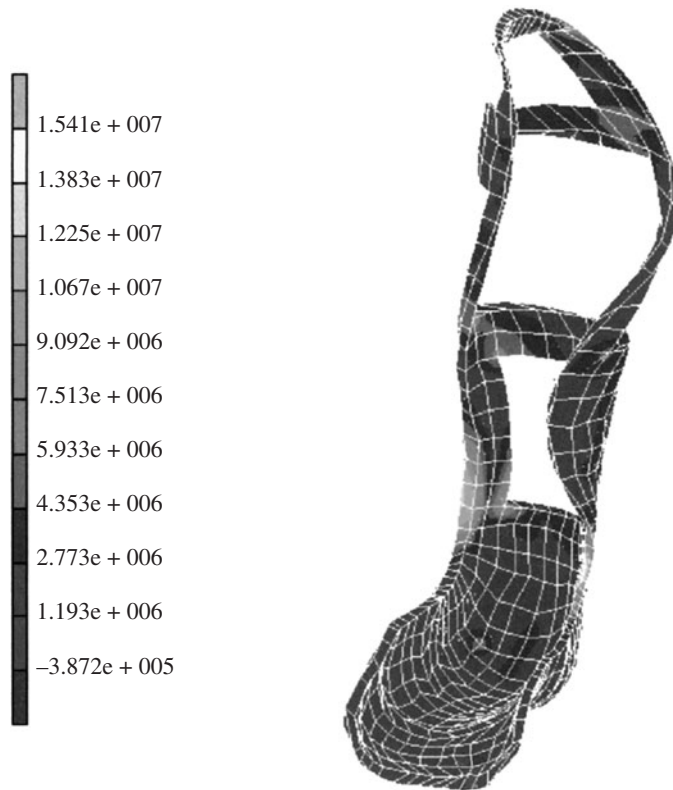 1.541e + 007
1.383e + 007
1.225e + 007
1.067e + 007
9.092e + 006
7.513e + 006
5.933e + 006
4.353e + 006
2.773e + 006
1.193e + 006
–3.872e + 005